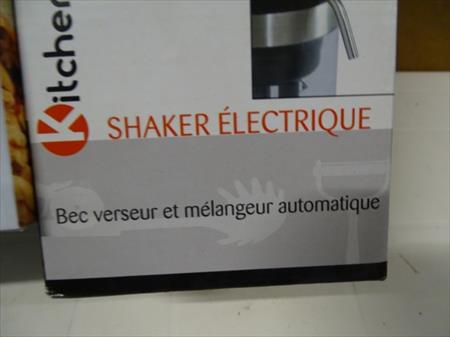 Kitchen
SHAKER ÉLECTRIQUE
Bec verseur et mélangeur automatique